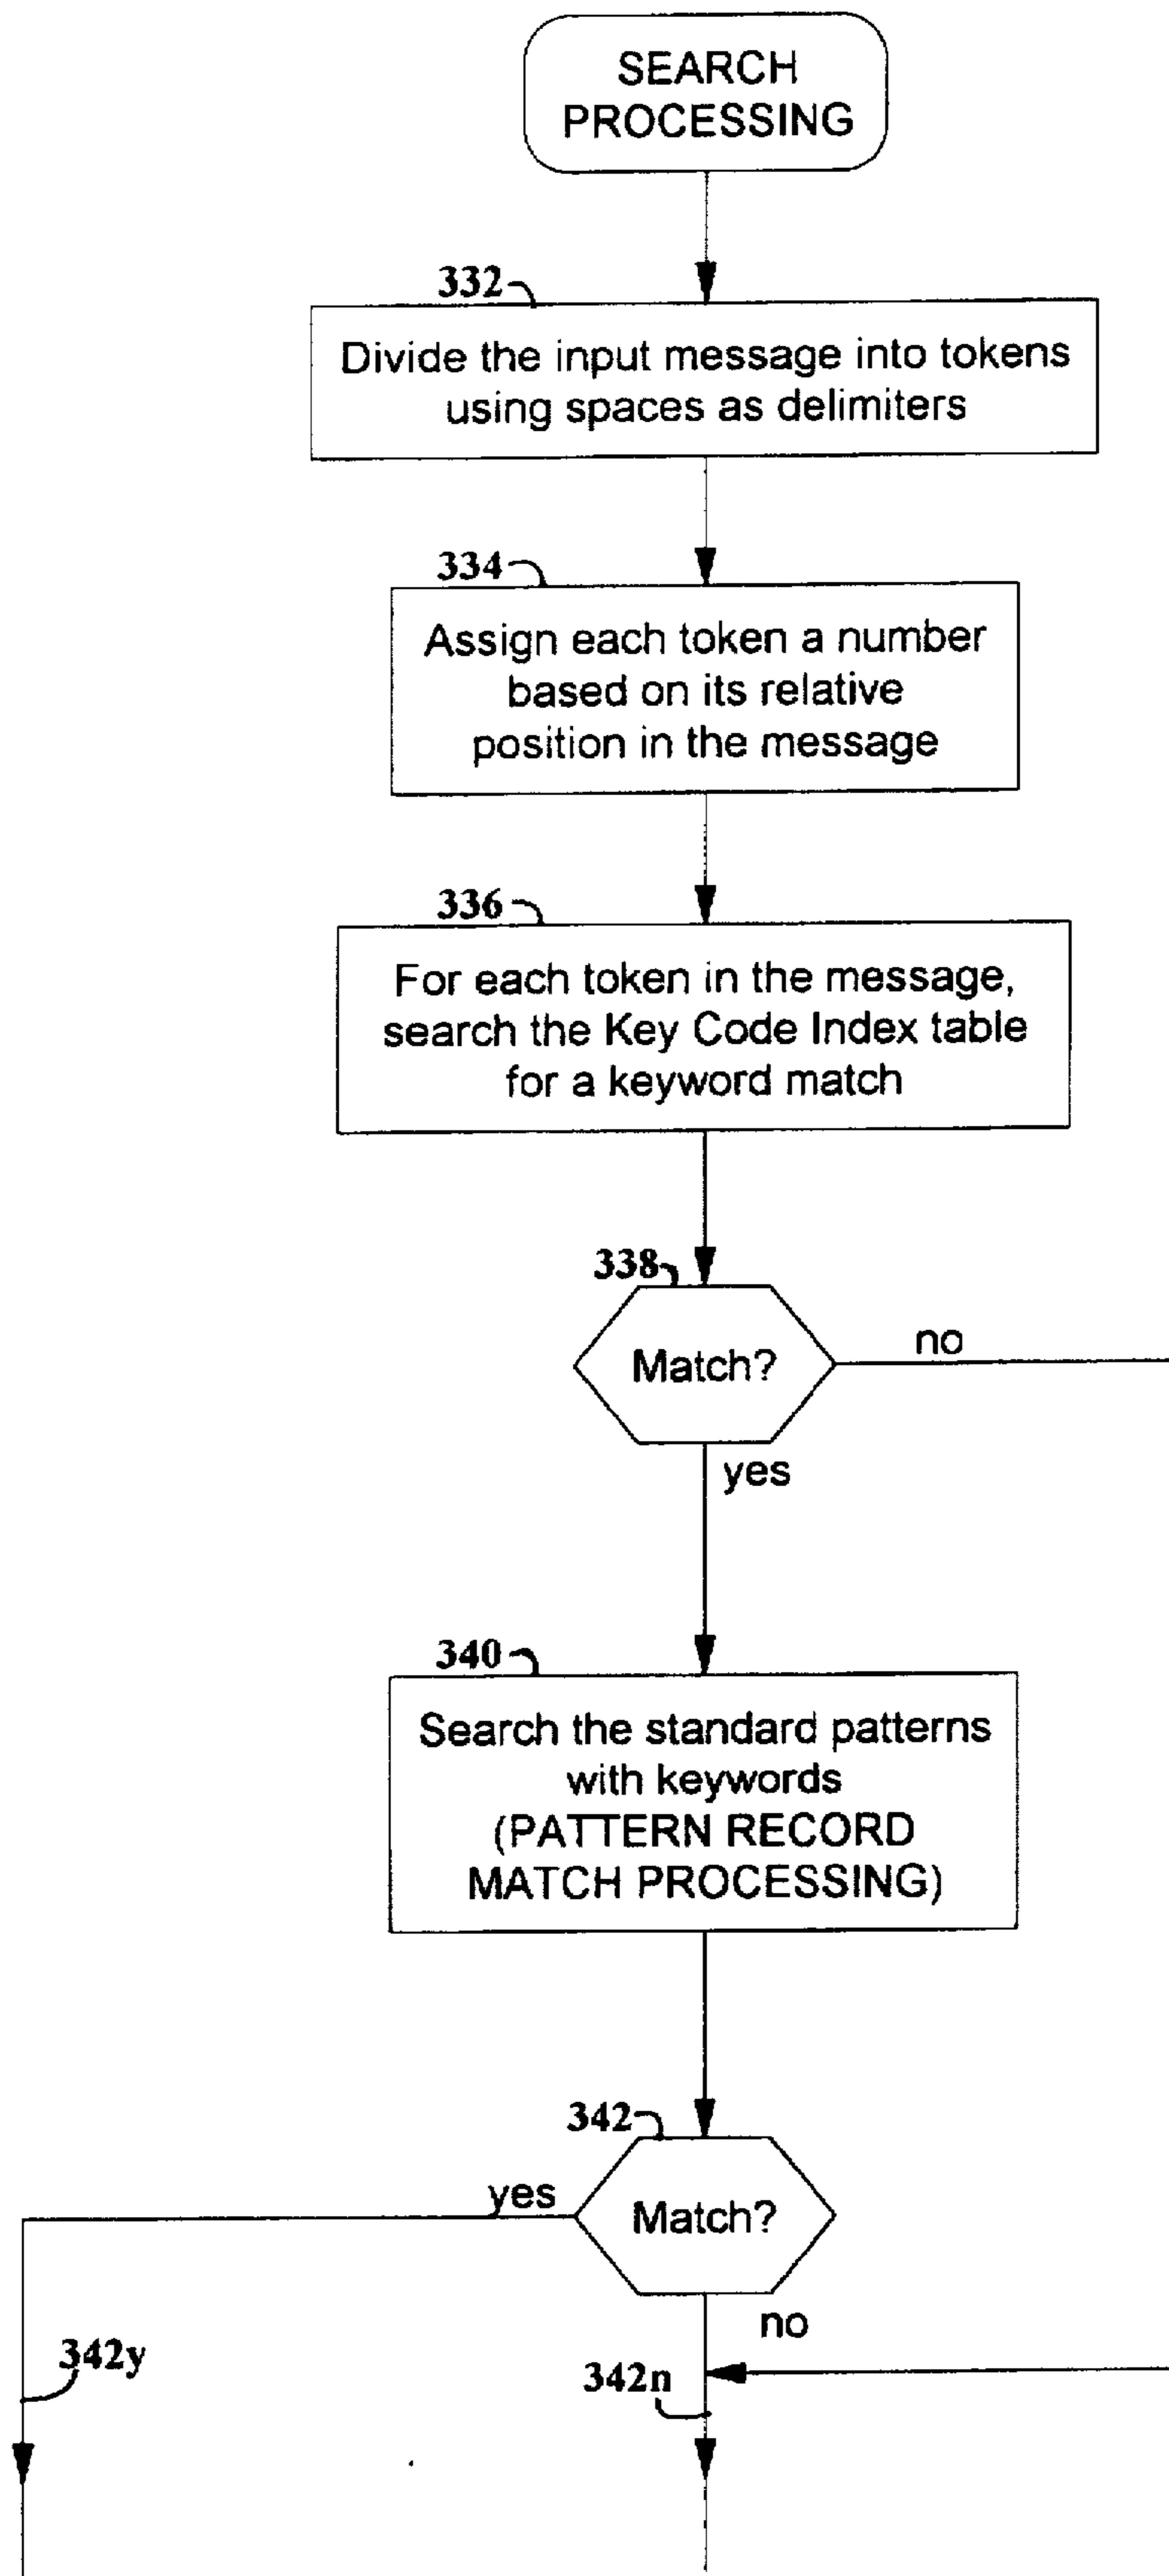 SEARCH
PROCESSING
332
Divide the input message into tokens
using spaces as delimiters
334
Assign each token a number
based on its relative
position in the message
336
For each token in the message,
search the Key Code Index table
for a keyword match
338
Match?
no
yes
340
Search the standard patterns
with keywords
(PATTERN RECORD
MATCH PROCESSING)
342
yes
Match?
no
342y
342n